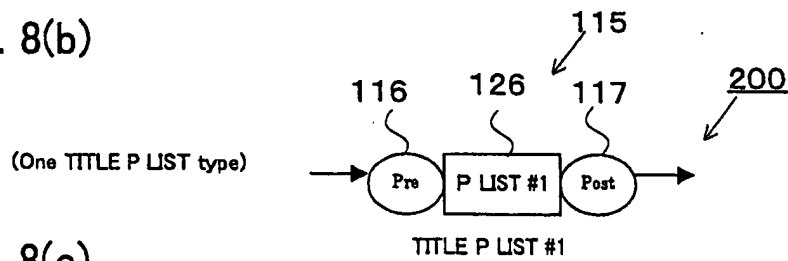 . 8(b)
115
116 126 117 200
(One TITLE P LIST type)
Pre P LIST #1 Post
TITLE P LIST #1
8(c)